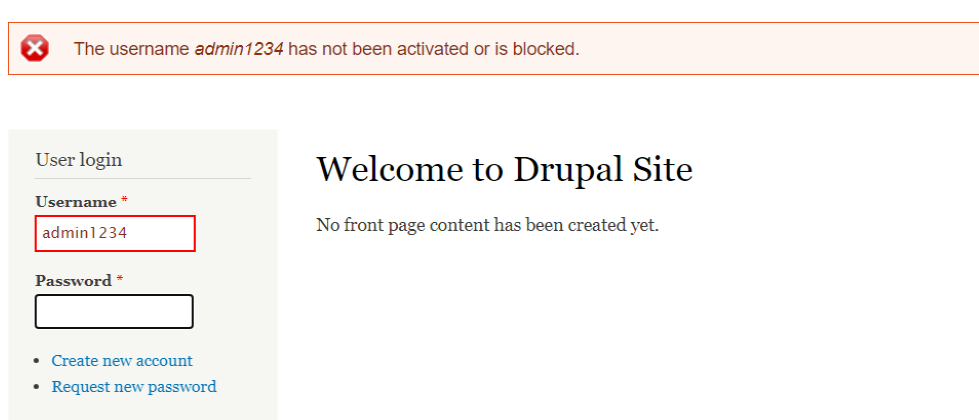 The username admin1234 has not been activated or is blocked.
User login
Username *
admin1234
Password *
Create new account
Request new password
Welcome to Drupal Site
No front page content has been created yet.